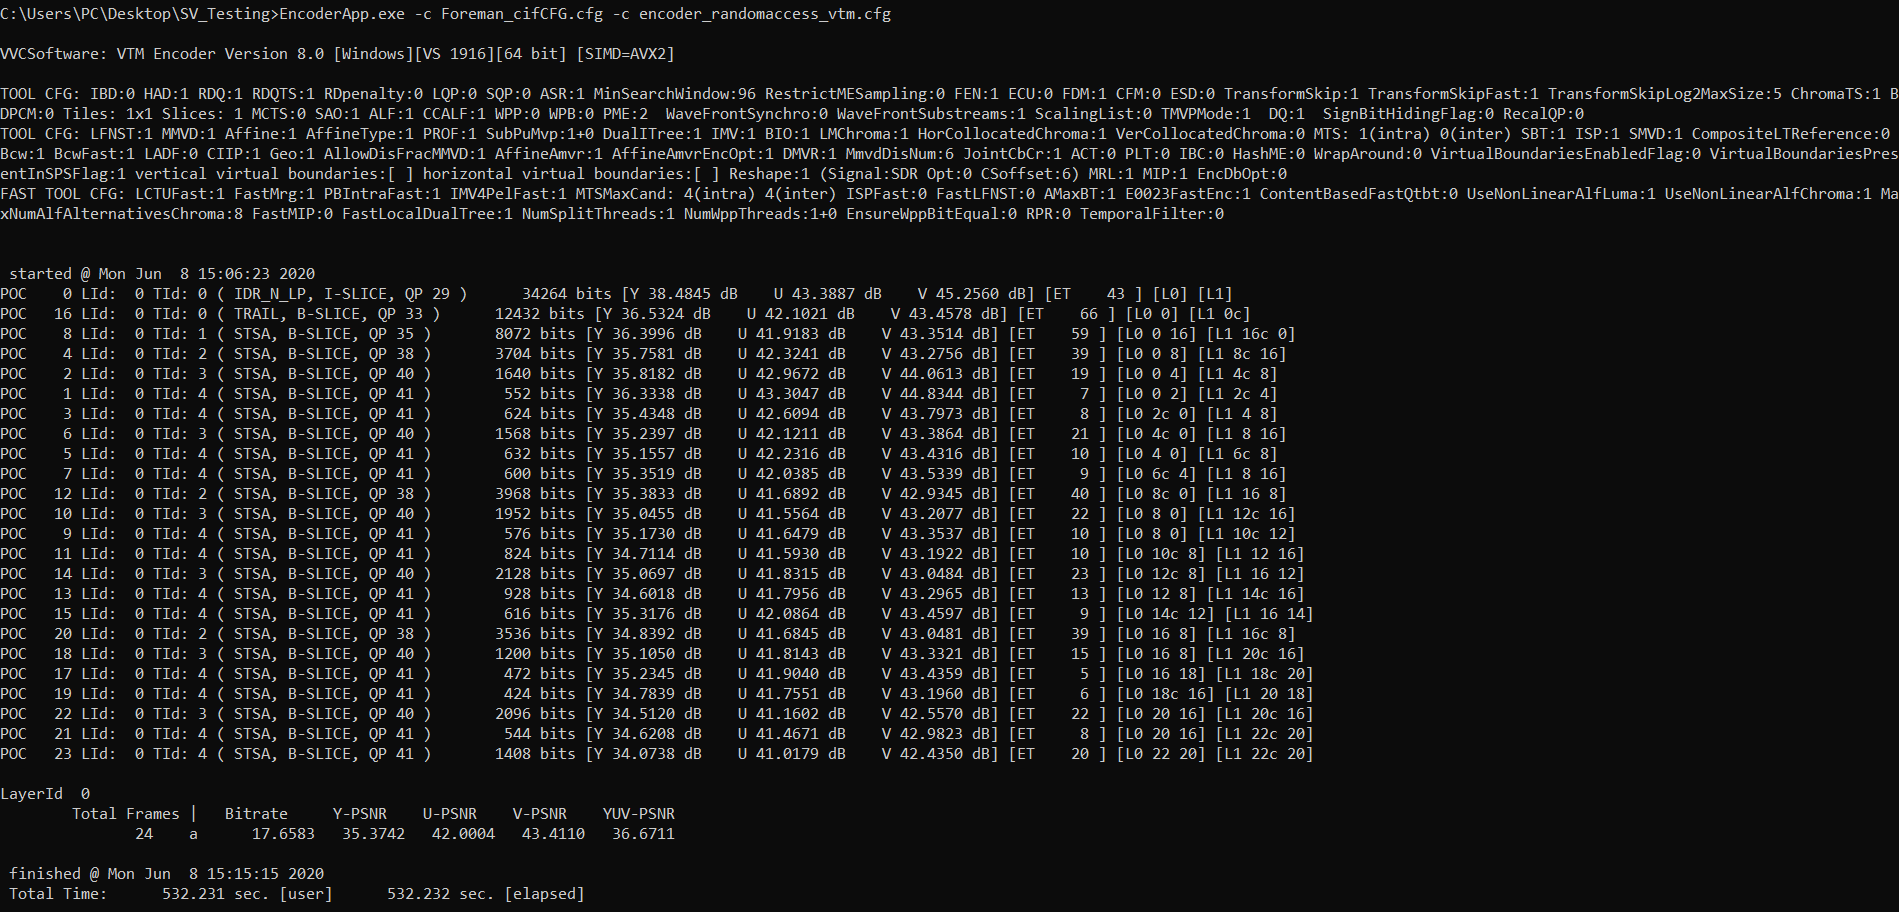 C:\Users\PC\Desktop\SV_Testing>EncoderApp.exe -c Foreman_cifCFG.cfg -c encoder_randomaccess_vtm.cfg
VVCSoftware: VTM Encoder Version 8.0 [Windows][VS 1916][64 bit] [SIMD=AVX2]
TOOL CFG: IBD:0 HAD:1 RDQ:1 RDQTS:1 RDpenalty:0 LQP:0 SQP:0 ASR:1 MinSearchWindow:96 RestrictMESampling:0 FEN:1 ECU:0 FDM:1 CFM:0 ESD:0 TransformSkip:1 TransformSkipFast:1 TransformSkipLog2MaxSize:5 ChromaTS:1 B
DPCM:0 Tiles: 1x1 Slices: 1 MCTS:0 SAO:1 ALF:1 CCALF:1 WPP:0 WPB:0 PME:2  WaveFrontSynchro:0 WaveFrontSubstreams:1 ScalingList:0 TMVPMode:1  DQ:1  SignBitHidingFlag:0 RecalQP:0
TOOL CFG: LFNST:1 MMVD:1 Affine:1 AffineType:1 PROF:1 SubPuMvp:1+0 DualITree:1 IMV:1 BIO:1 LMChroma:1 HorCollocatedChroma:1 VerCollocatedChroma:0 MTS: 1(intra) 0(inter) SBT:1 ISP:1 SMVD:1 CompositeLTReference:0
Bcw:1 BcwFast:1 LADF:0 CIIP:1 Geo:1 AllowDisFracMMVD:1 AffineAmvr:1 AffineAmvrEncOpt:1 DMVR:1 MmvdDisNum:6 JointCbCr:1 ACT:0 PLT:0 IBC:0 HashME:0 WrapAround:0 VirtualBoundariesEnabledFlag:0 VirtualBoundariesPres
entInSPSFlag:1 vertical virtual boundaries:[ ] horizontal virtual boundaries:[ ] Reshape:1 (Signal:SDR Opt:0 CSoffset:6) MRL:1 MIP:1 EncDbOpt:0
FAST TOOL CFG: LCTUFast:1 FastMrg:1 PBIntraFast:1 IMV4PelFast:1 MTSMaxCand: 4(intra) 4(inter) ISPFast:0 FastLFNST:0 AMaxBT:1 E0023FastEnc:1 ContentBasedFastQtbt:0 UseNonLinearAlfLuma:1 UseNonLinearAlfChroma:1 Ma
xNumAlfAlternativesChroma:8 FastMIP:0 FastLocalDualTree:1 NumSplitThreads:1 NumWppThreads:1+0 EnsureWppBitEqual:0 RPR:0 TemporalFilter:0
started @ Mon Jun  8 15:06:23 2020
POC    0 LId:  0 TId: 0 ( IDR_N_LP, I-SLICE, QP 29 )      34264 bits [Y 38.4845 dB    U 43.3887 dB    V 45.2560 dB] [ET    43 ] [L0] [L1]
POC   16 LId:  0 TId: 0 ( TRAIL, B-SLICE, QP 33 )      12432 bits [Y 36.5324 dB    U 42.1021 dB    V 43.4578 dB] [ET    66 ] [L0 0] [L1 0c]
POC    8 LId:  0 TId: 1 ( STSA, B-SLICE, QP 35 )       8072 bits [Y 36.3996 dB    U 41.9183 dB    V 43.3514 dB] [ET    59 ] [L0 0 16] [L1 16c 0]
POC    4 LId:  0 TId: 2 ( STSA, B-SLICE, QP 38 )       3704 bits [Y 35.7581 dB    U 42.3241 dB    V 43.2756 dB] [ET    39 ] [L0 0 8] [L1 8c 16]
POC    2 LId:  0 TId: 3 ( STSA, B-SLICE, QP 40 )       1640 bits [Y 35.8182 dB    U 42.9672 dB    V 44.0613 dB] [ET    19 ] [L0 0 4] [L1 4c 8]
POC    1 LId:  0 TId: 4 ( STSA, B-SLICE, QP 41 )        552 bits [Y 36.3338 dB    U 43.3047 dB    V 44.8344 dB] [ET     7 ] [L0 0 2] [L1 2c 4]
POC    3 LId:  0 TId: 4 ( STSA, B-SLICE, QP 41 )        624 bits [Y 35.4348 dB    U 42.6094 dB    V 43.7973 dB] [ET     8 ] [L0 2c 0] [L1 4 8]
POC    6 LId:  0 TId: 3 ( STSA, B-SLICE, QP 40 )       1568 bits [Y 35.2397 dB    U 42.1211 dB    V 43.3864 dB] [ET    21 ] [L0 4c 0] [L1 8 16]
POC    5 LId:  0 TId: 4 ( STSA, B-SLICE, QP 41 )        632 bits [Y 35.1557 dB    U 42.2316 dB    V 43.4316 dB] [ET    10 ] [L0 4 0] [L1 6c 8]
POC    7 LId:  0 TId: 4 ( STSA, B-SLICE, QP 41 )        600 bits [Y 35.3519 dB    U 42.0385 dB    V 43.5339 dB] [ET     9 ] [L0 6c 4] [L1 8 16]
POC   12 LId:  0 TId: 2 ( STSA, B-SLICE, QP 38 )       3968 bits [Y 35.3833 dB    U 41.6892 dB    V 42.9345 dB] [ET    40 ] [L0 8c 0] [L1 16 8]
POC   10 LId:  0 TId: 3 ( STSA, B-SLICE, QP 40 )       1952 bits [Y 35.0455 dB    U 41.5564 dB    V 43.2077 dB] [ET    22 ] [L0 8 0] [L1 12c 16]
POC    9 LId:  0 TId: 4 ( STSA, B-SLICE, QP 41 )        576 bits [Y 35.1730 dB    U 41.6479 dB    V 43.3537 dB] [ET    10 ] [L0 8 0] [L1 10c 12]
POC   11 LId:  0 TId: 4 ( STSA, B-SLICE, QP 41 )        824 bits [Y 34.7114 dB    U 41.5930 dB    V 43.1922 dB] [ET    10 ] [L0 10c 8] [L1 12 16]
POC   14 LId:  0 TId: 3 ( STSA, B-SLICE, QP 40 )       2128 bits [Y 35.0697 dB    U 41.8315 dB    V 43.0484 dB] [ET    23 ] [L0 12c 8] [L1 16 12]
POC   13 LId:  0 TId: 4 ( STSA, B-SLICE, QP 41 )        928 bits [Y 34.6018 dB    U 41.7956 dB    V 43.2965 dB] [ET    13 ] [L0 12 8] [L1 14c 16]
POC   15 LId:  0 TId: 4 ( STSA, B-SLICE, QP 41 )        616 bits [Y 35.3176 dB    U 42.0864 dB    V 43.4597 dB] [ET     9 ] [L0 14c 12] [L1 16 14]
POC   20 LId:  0 TId: 2 ( STSA, B-SLICE, QP 38 )       3536 bits [Y 34.8392 dB    U 41.6845 dB    V 43.0481 dB] [ET    39 ] [L0 16 8] [L1 16c 8]
POC   18 LId:  0 TId: 3 ( STSA, B-SLICE, QP 40 )       1200 bits [Y 35.1050 dB    U 41.8143 dB    V 43.3321 dB] [ET    15 ] [L0 16 8] [L1 20c 16]
POC   17 LId:  0 TId: 4 ( STSA, B-SLICE, QP 41 )        472 bits [Y 35.2345 dB    U 41.9040 dB    V 43.4359 dB] [ET     5 ] [L0 16 18] [L1 18c 20]
POC   19 LId:  0 TId: 4 ( STSA, B-SLICE, QP 41 )        424 bits [Y 34.7839 dB    U 41.7551 dB    V 43.1960 dB] [ET     6 ] [L0 18c 16] [L1 20 18]
POC   22 LId:  0 TId: 3 ( STSA, B-SLICE, QP 40 )       2096 bits [Y 34.5120 dB    U 41.1602 dB    V 42.5570 dB] [ET    22 ] [L0 20 16] [L1 20c 16]
POC   21 LId:  0 TId: 4 ( STSA, B-SLICE, QP 41 )        544 bits [Y 34.6208 dB    U 41.4671 dB    V 42.9823 dB] [ET     8 ] [L0 20 16] [L1 22c 20]
POC   23 LId:  0 TId: 4 ( STSA, B-SLICE, QP 41 )       1408 bits [Y 34.0738 dB    U 41.0179 dB    V 42.4350 dB] [ET    20 ] [L0 22 20] [L1 22c 20]
LayerId  0
Total Frames |   Bitrate     Y-PSNR    U-PSNR    V-PSNR    YUV-PSNR
24    a      17.6583   35.3742   42.0004   43.4110   36.6711
finished @ Mon Jun  8 15:15:15 2020
Total Time:      532.231 sec. [user]      532.232 sec. [elapsed]